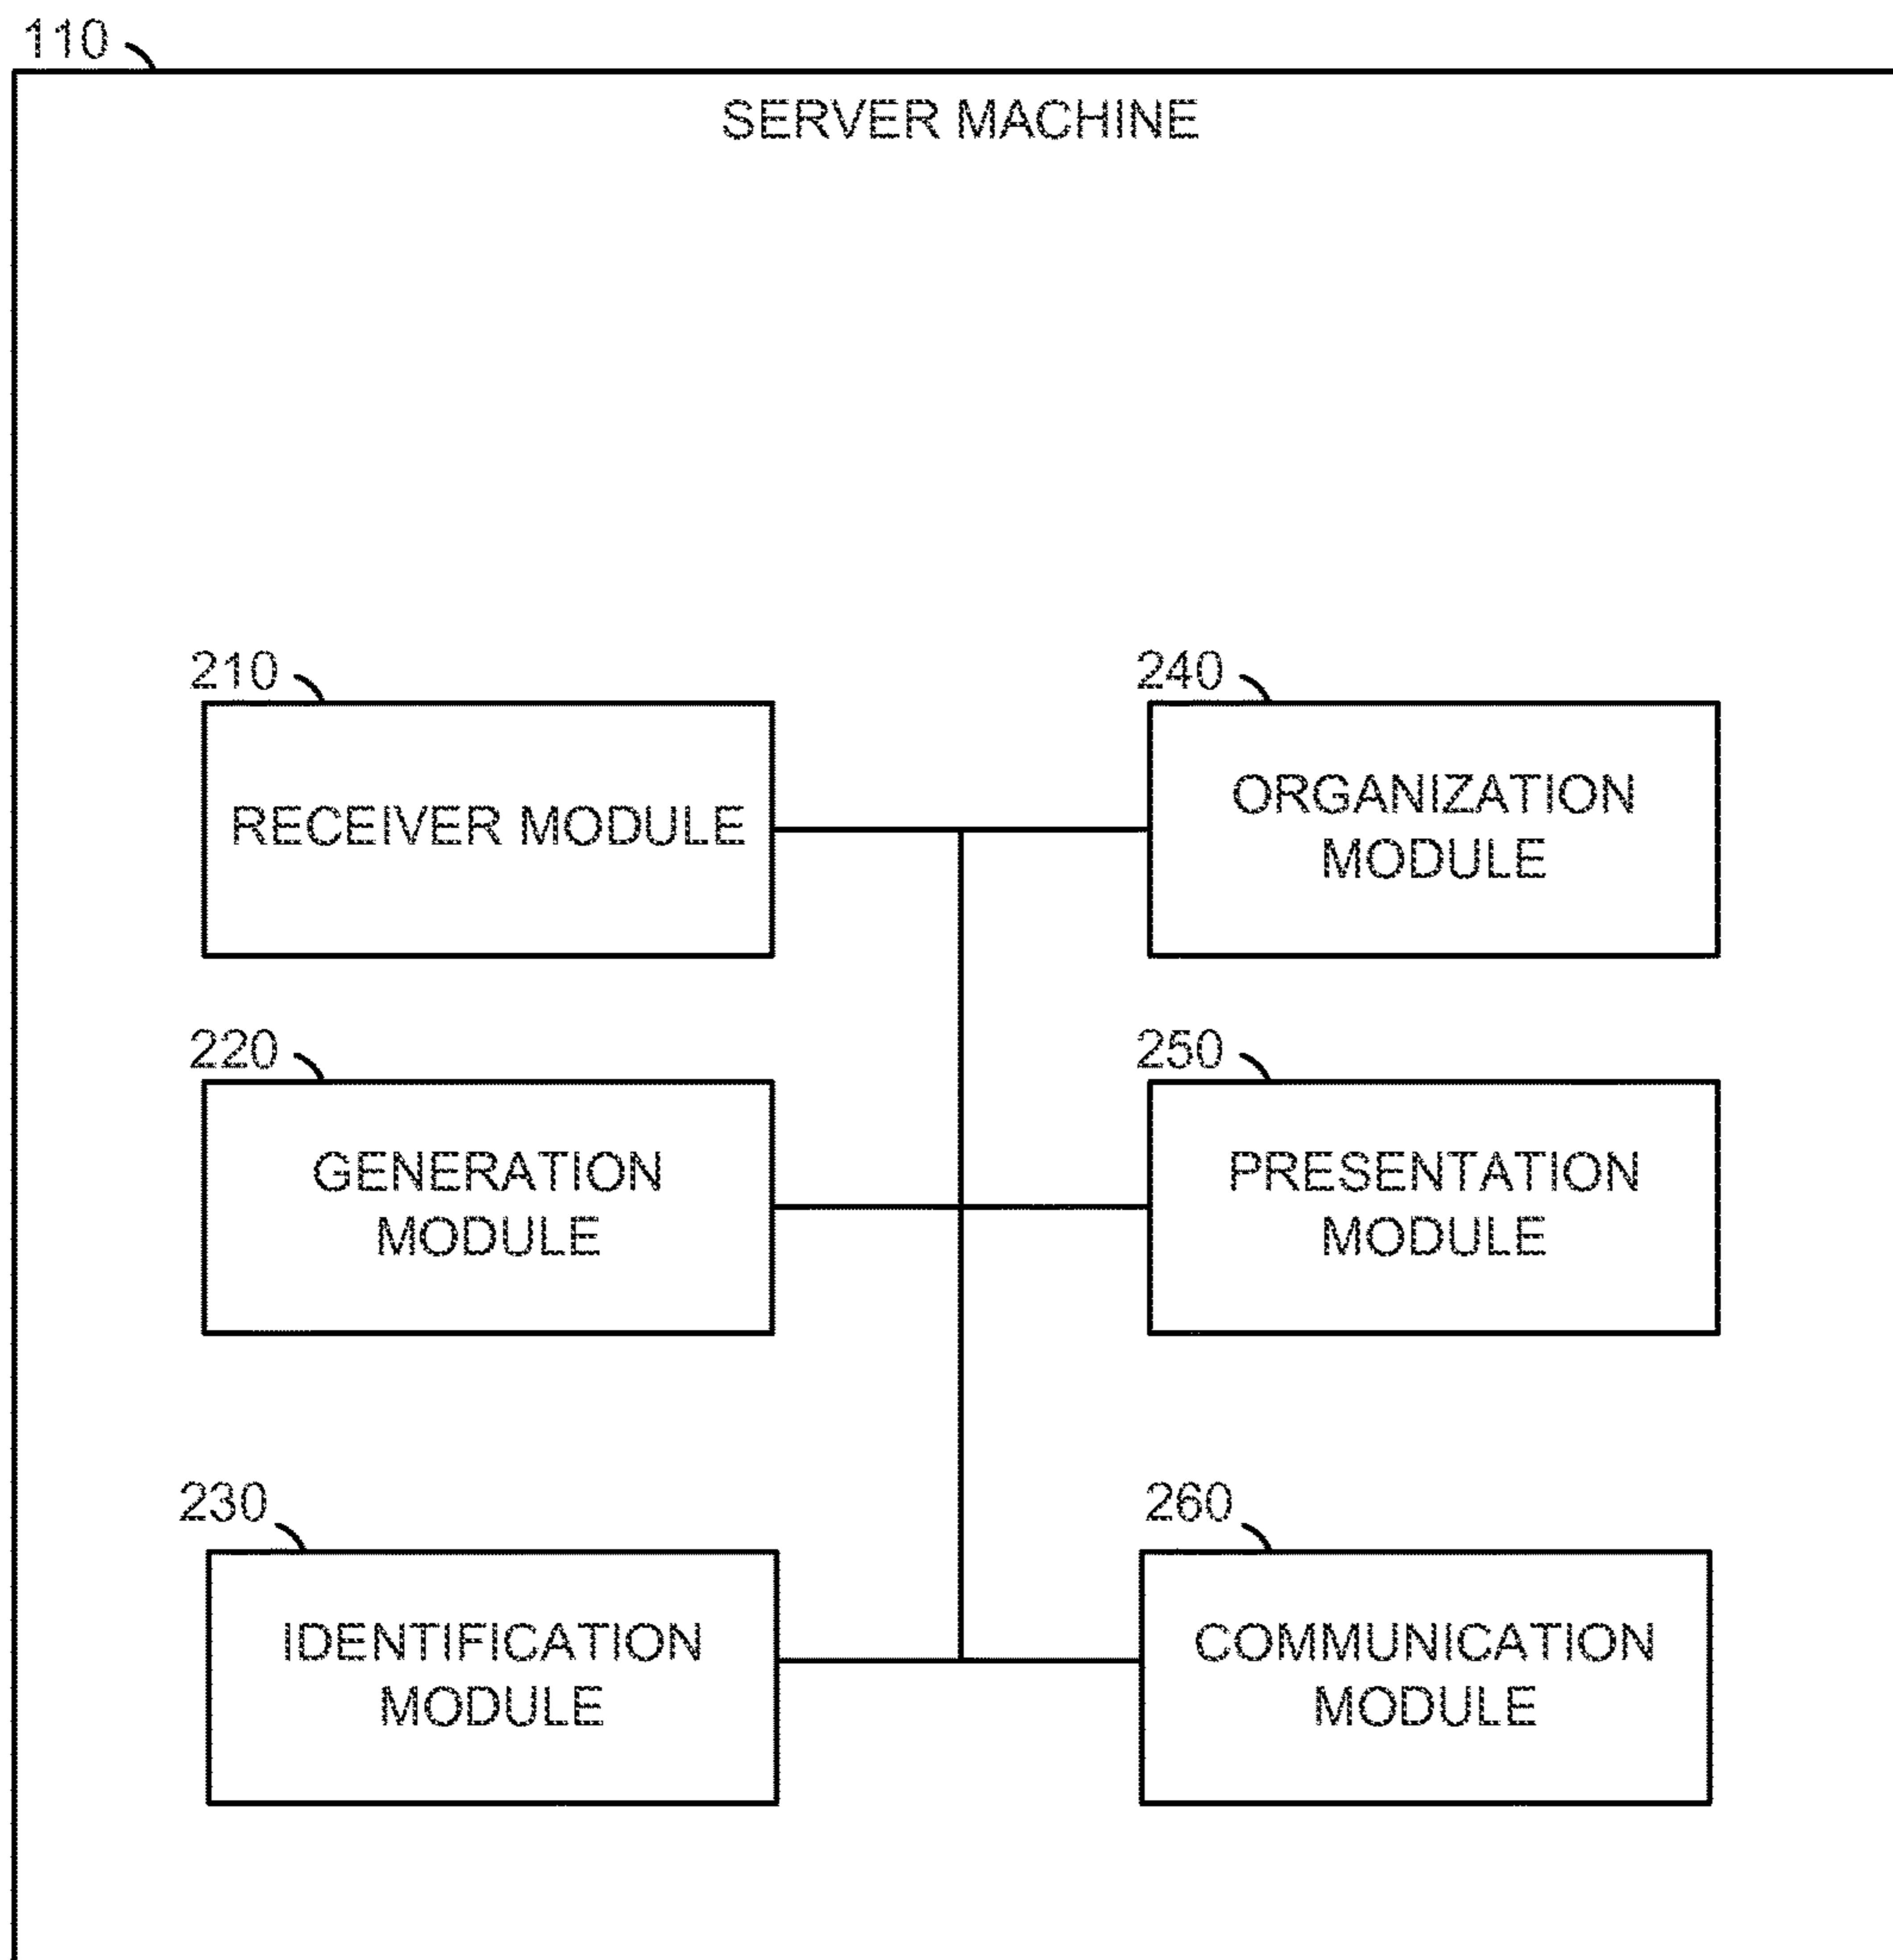 110
SERVER MACHINE
210
RECEIVER MODULE
240
ORGANIZATION
MODULE
220
GENERATION
MODULE
250
PRESENTATION
MODULE
230
IDENTIFICATION
MODULE
260
COMMUNICATION
MODULE